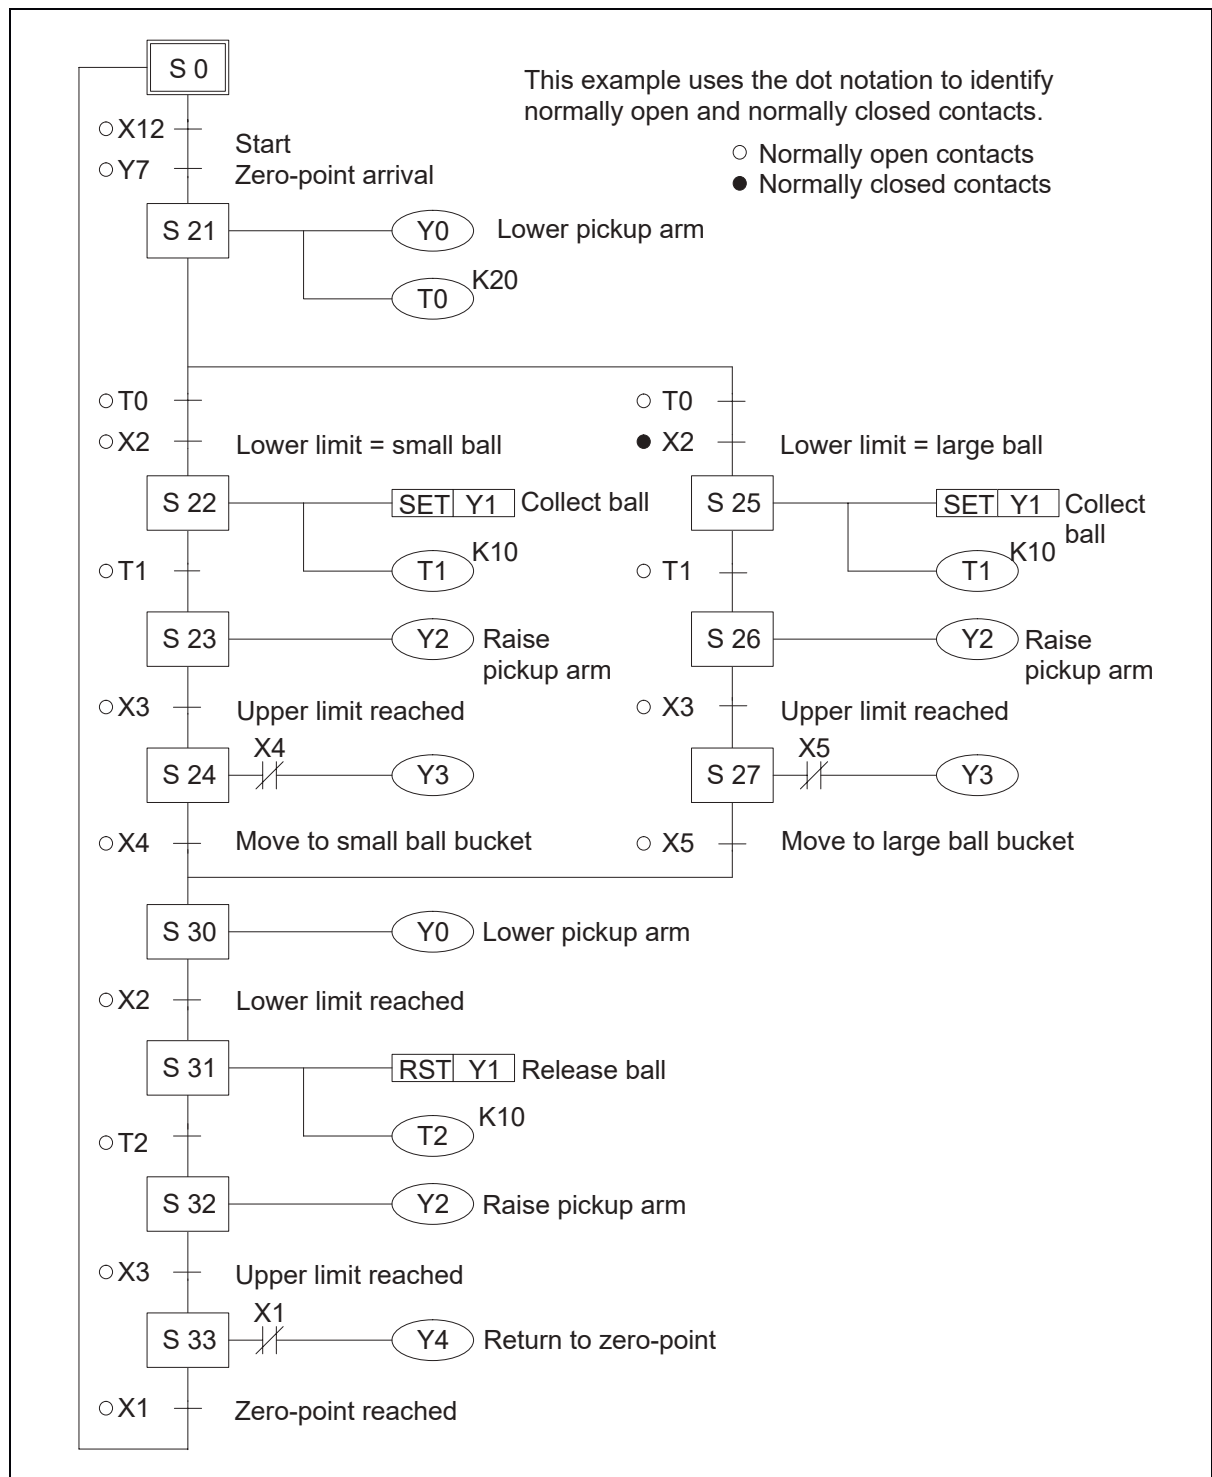 S 0
This example uses the dot notation to identify
normally open and normally closed contacts.
X12
Start
Normally open contacts
Y7
Zero-point arrival
Normally closed contacts
S 21
Y0
Lower pickup arm
T0
K20
T0
T0
X2
Lower limit = small ball
X2
Lower limit = large ball
S 22
SET Y1
Collect ball
S 25
SET Y1
Collect
ball
T1
T1
K10
T1
T1
K10
S 23
Y2
Raise
pickup arm
S 26
Y2
Raise
pickup arm
X3
Upper limit reached
X3
Upper limit reached
S 24
X4
Y3
S 27
X5
Y3
X4
Move to small ball bucket
X5
Move to large ball bucket
S 30
Y0
Lower pickup arm
X2
Lower limit reached
S 31
RST Y1
Release ball
T2
K10
T2
S 32
Y2
Raise pickup arm
X3
Upper limit reached
S 33
X1
Y4
Return to zero-point
X1
Zero-point reached